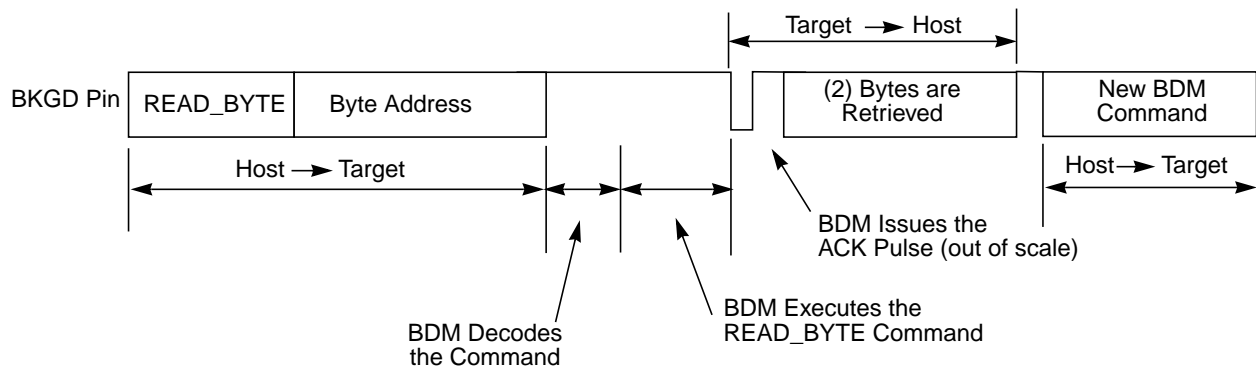 Target → Host
BKGD Pin
READ_BYTE
Byte Address
(2) Bytes are
Retrieved
New BDM
Command
Host → Target
Host → Target
BDM Issues the
ACK Pulse (out of scale)
BDM Decodes
the Command
BDM Executes the
READ_BYTE Command